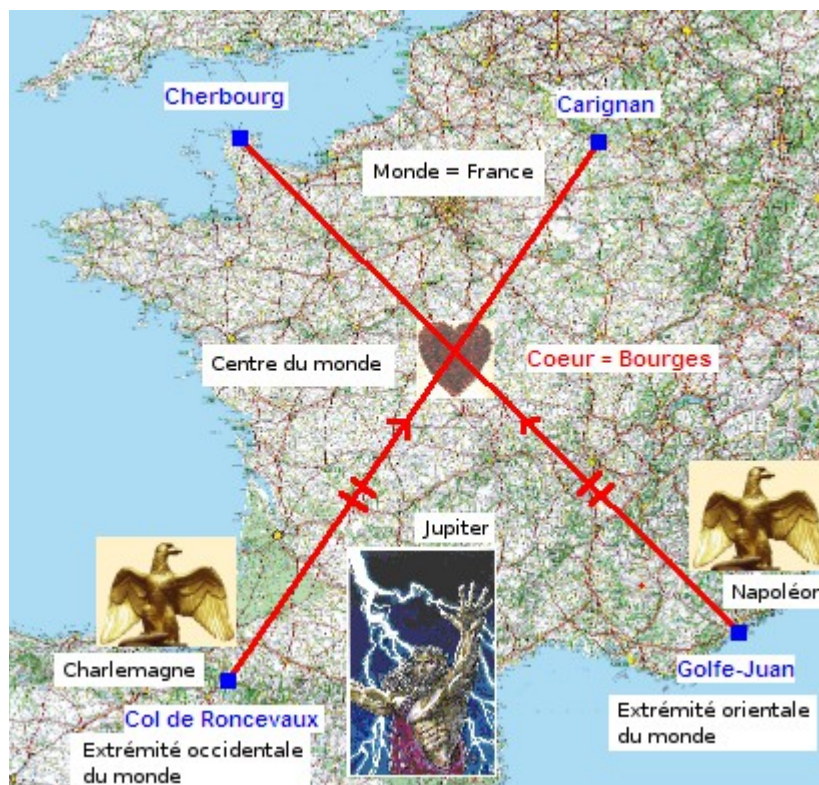 Cherbourg
Carignan
Monde = France
Centre du monde
Coeur = Bourges
Jupiter
Napoléon
Charlemagne
Golfe-Juan
Col de Roncevaux
Extrémité orientale
du monde
Extrémité occidentale
du monde